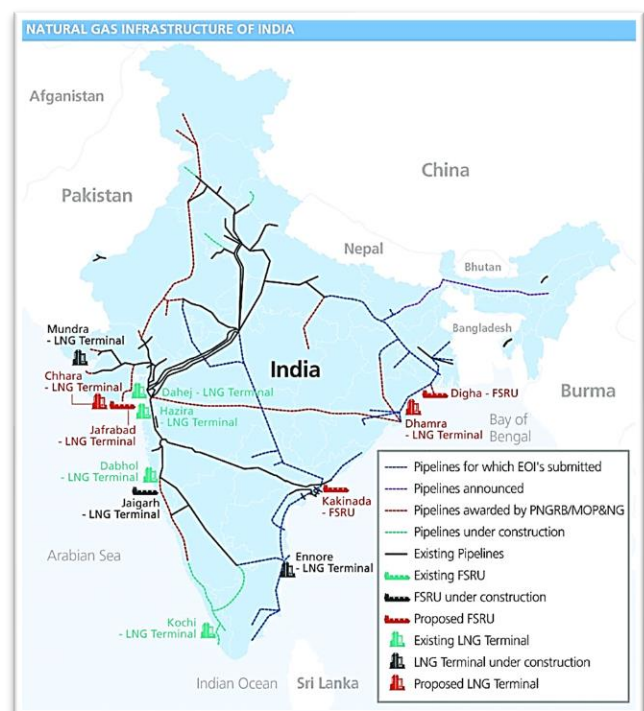 NATURAL GAS INFRASTRUCTURE OF INDIA
Afganistan
China
Pakistan
Nepal
Bhutan
Bangladesh
Mundra
- LNG Terminal
India
Burma
Chhara
- LNG Terminal
Dahej - LNG Terminal
Hazira
- LNG Terminal
Digha - FSRU
Jafrabad
- LNG Terminal
Dhamra
- LNG Terminal
Bay of
Bengal
Dabhol
- LNG Terminal
Jaigarh
- LNG Terminal
Kakinada
- FSRU
Arabian Sea
Ennore
- LNG Terminal
Kochi
- LNG Terminal
Indian Ocean
Sri Lanka
Pipelines for which EOI's submitted
Pipelines announced
Pipelines awarded by PNGRB/MOP&NG
Pipelines under construction
Existing Pipelines
Existing FSRU
FSRU under construction
Proposed FSRU
Existing LNG Terminal
LNG Terminal under construction
Proposed LNG Terminal